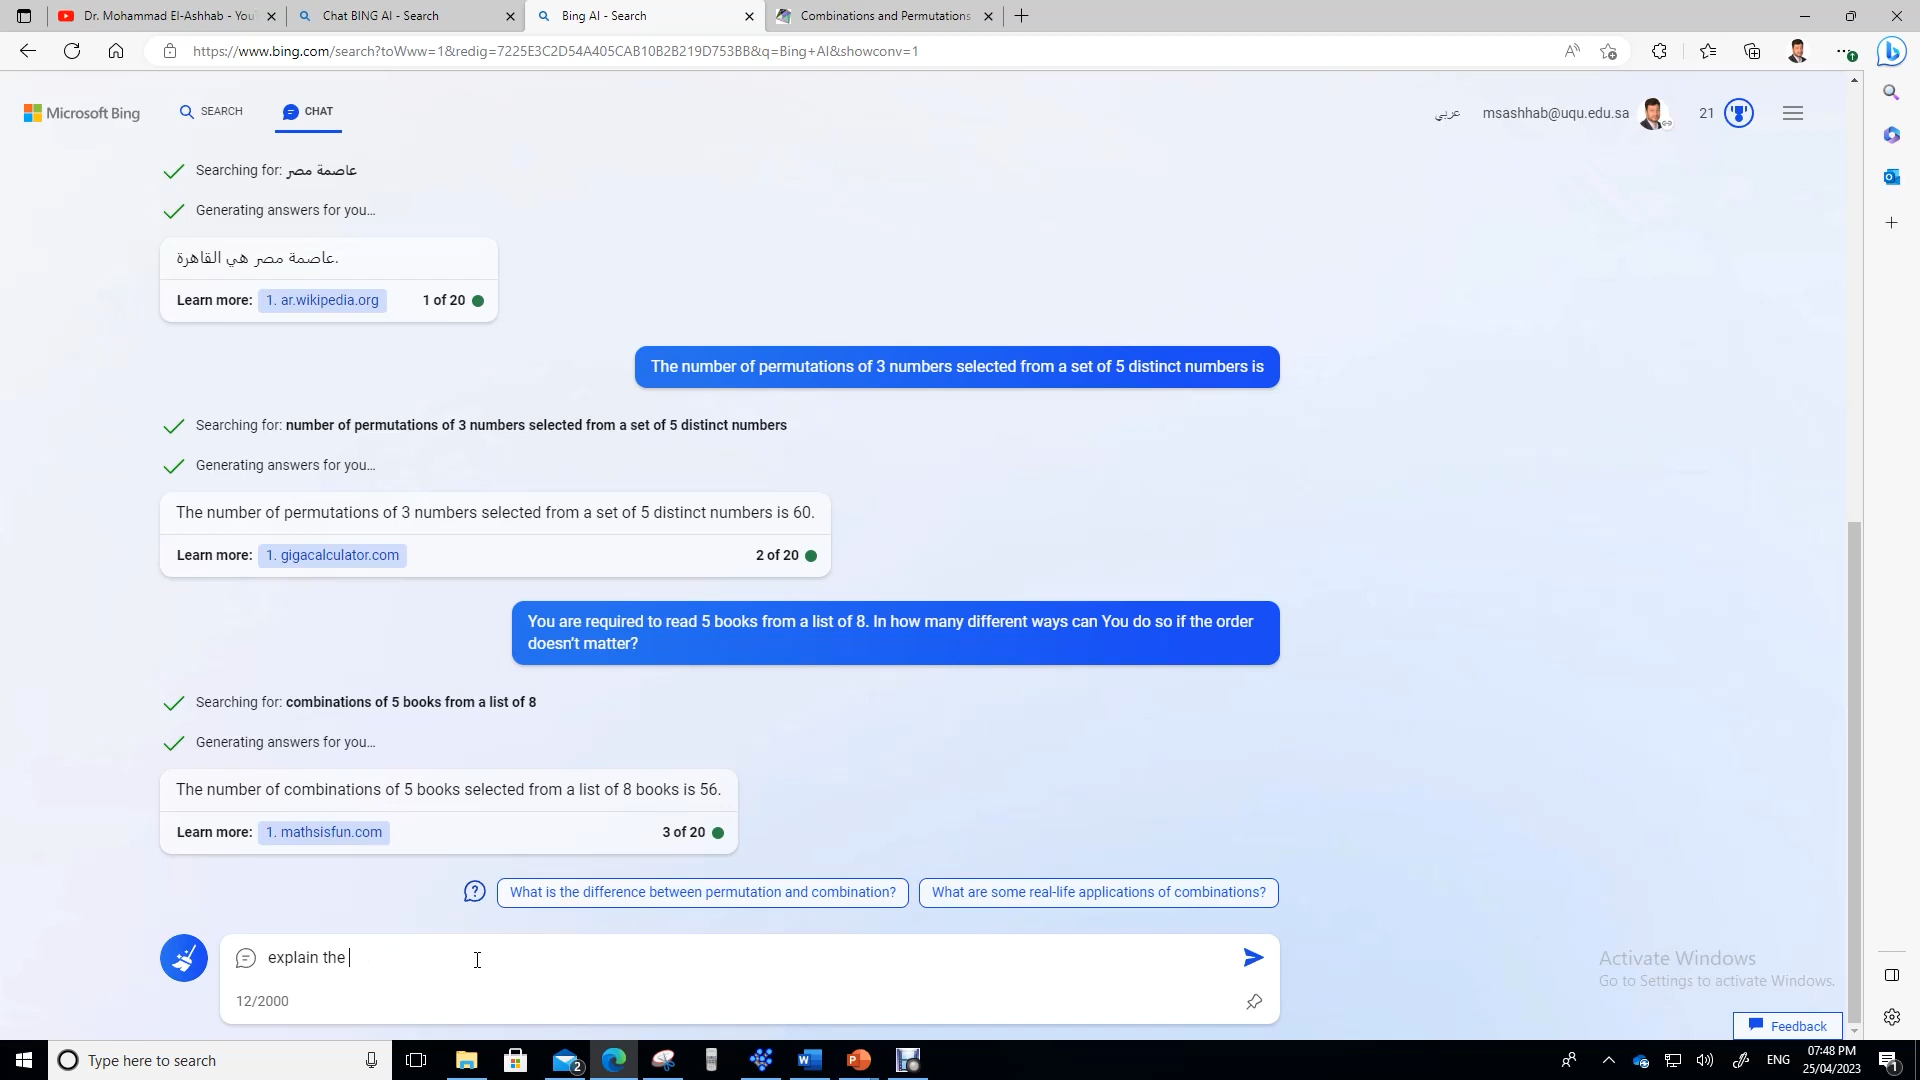 Dr. Mohammad El-Ashhab - You
Chat BING AI - Search
Bing AI - Search
Combinations and Permutations
https://www.bing.com/search?toWww=1&redig=7225E3C2D54A405CAB10B2B219D753BB&q=Bing+AI&showconv=1
Microsoft Bing
SEARCH
CHAT
عربي
msashhab@uqu.edu.sa
21
Searching for: عاصمة مصر
Generating answers for you...
عاصمة مصر هي القاهرة.
Learn more: 1. ar.wikipedia.org 1 of 20
The number of permutations of 3 numbers selected from a set of 5 distinct numbers is
Searching for: number of permutations of 3 numbers selected from a set of 5 distinct numbers
Generating answers for you...
The number of permutations of 3 numbers selected from a set of 5 distinct numbers is 60.
Learn more: 1. gigacalculator.com 2 of 20
You are required to read 5 books from a list of 8. In how many different ways can You do so if the order
doesn't matter?
Searching for: combinations of 5 books from a list of 8
Generating answers for you...
The number of combinations of 5 books selected from a list of 8 books is 56.
Learn more: 1. mathsisfun.com 3 of 20
What is the difference between permutation and combination?
What are some real-life applications of combinations?
explain the
12/2000
Activate Windows
Go to Settings to activate Windows.
Feedback
Type here to search
2
ENG
07:48 PM
25/04/2023
1